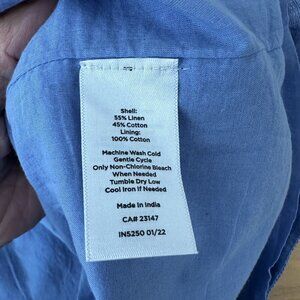 Shell:
55% Linen
45% Cotton
Lining:
100% Cotton
Machine Wash Cold
Gentle Cycle
Only Non-Chlorine Bleach
When Needed
Tumble Dry Low
Cool Iron if Needed
Made in India
CA# 23147
IN5250 01/22